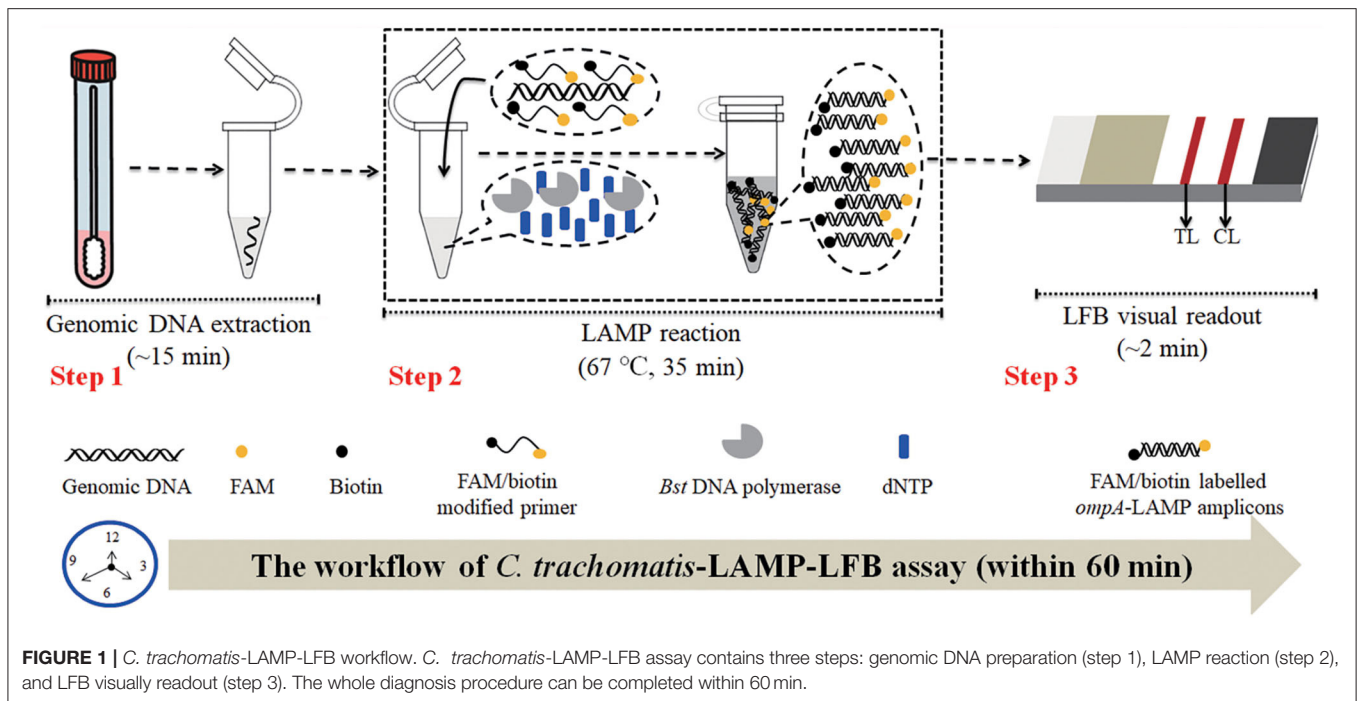 TL CL
Genomic DNA extraction
(~15 min)
Step 1
LAMP reaction
(67 °C, 35 min)
Step 2
LFB visual readout
(~2 min)
Step 3
Genomic DNA
FAM
Biotin
FAM/biotin
modified primer
Bst DNA polymerase
dNTP
FAM/biotin labelled
ompA-LAMP amplicons
12
9
3
6
The workflow of C. trachomatis-LAMP-LFB assay (within 60 min)
FIGURE 1 | C. trachomatis-LAMP-LFB workflow. C. trachomatis-LAMP-LFB assay contains three steps: genomic DNA preparation (step 1), LAMP reaction (step 2),
and LFB visually readout (step 3). The whole diagnosis procedure can be completed within 60 min.